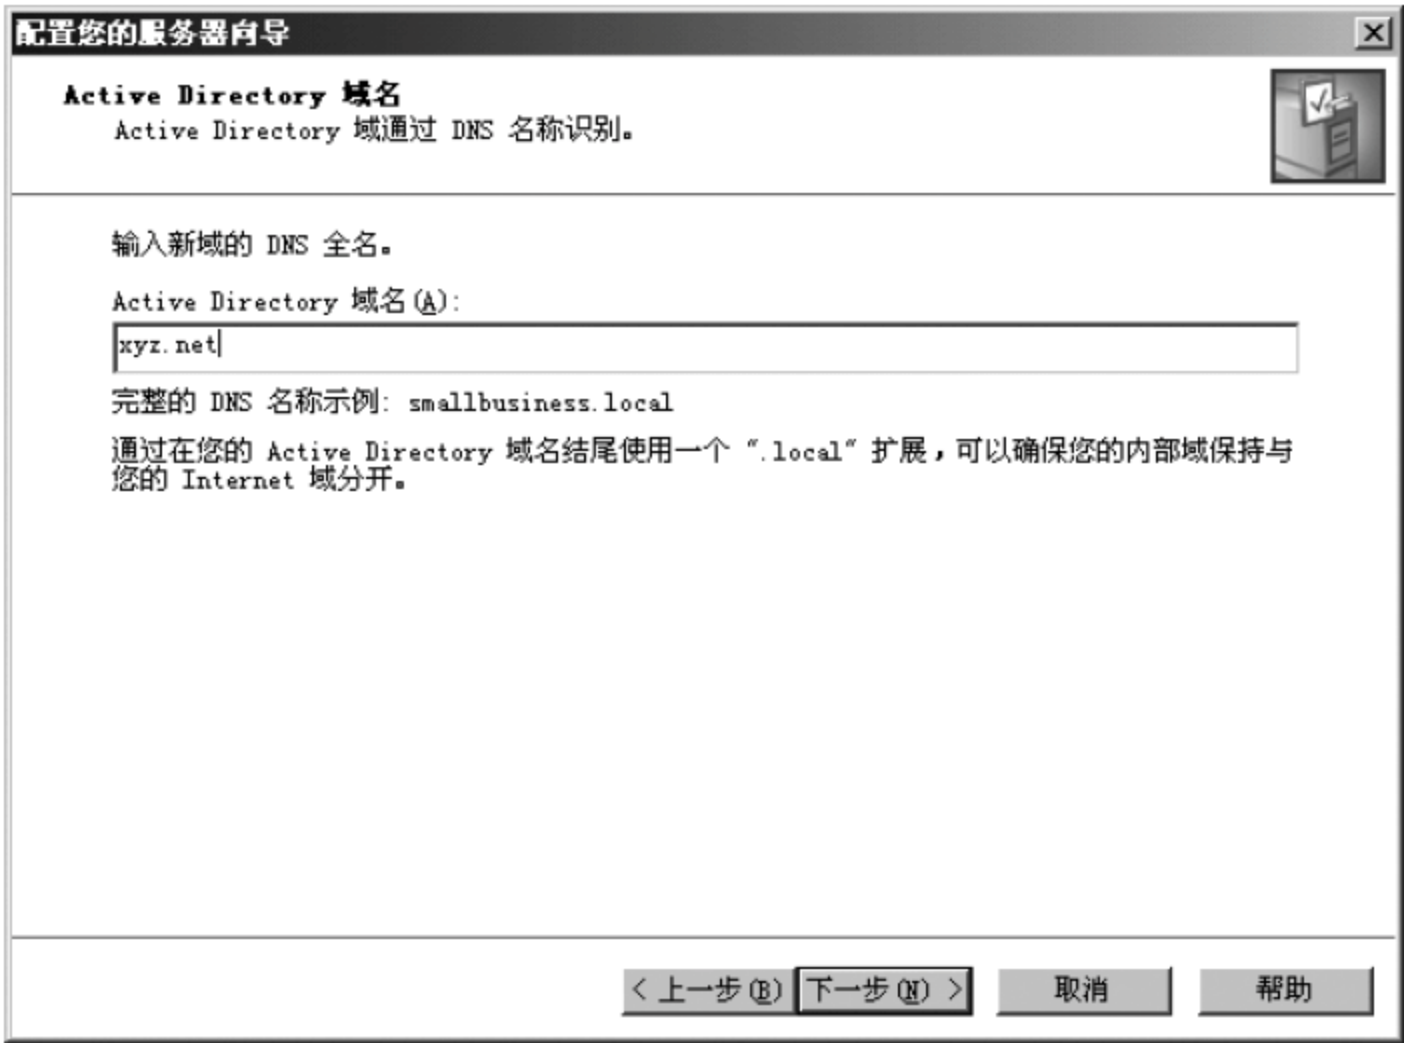 配置您的服务器向导
Active Directory 域名
Active Directory 域通过 DNS 名称识别。
输入新域的 DNS 全名。
Active Directory 域名(A):
xyz.net
完整的 DNS 名称示例: smallbusiness.local
通过在您的 Active Directory 域名结尾使用一个 ".local" 扩展，可以确保您的内部域保持与
您的 Internet 域分开。
< 上一步(B) 下一步(N) > 取消 帮助